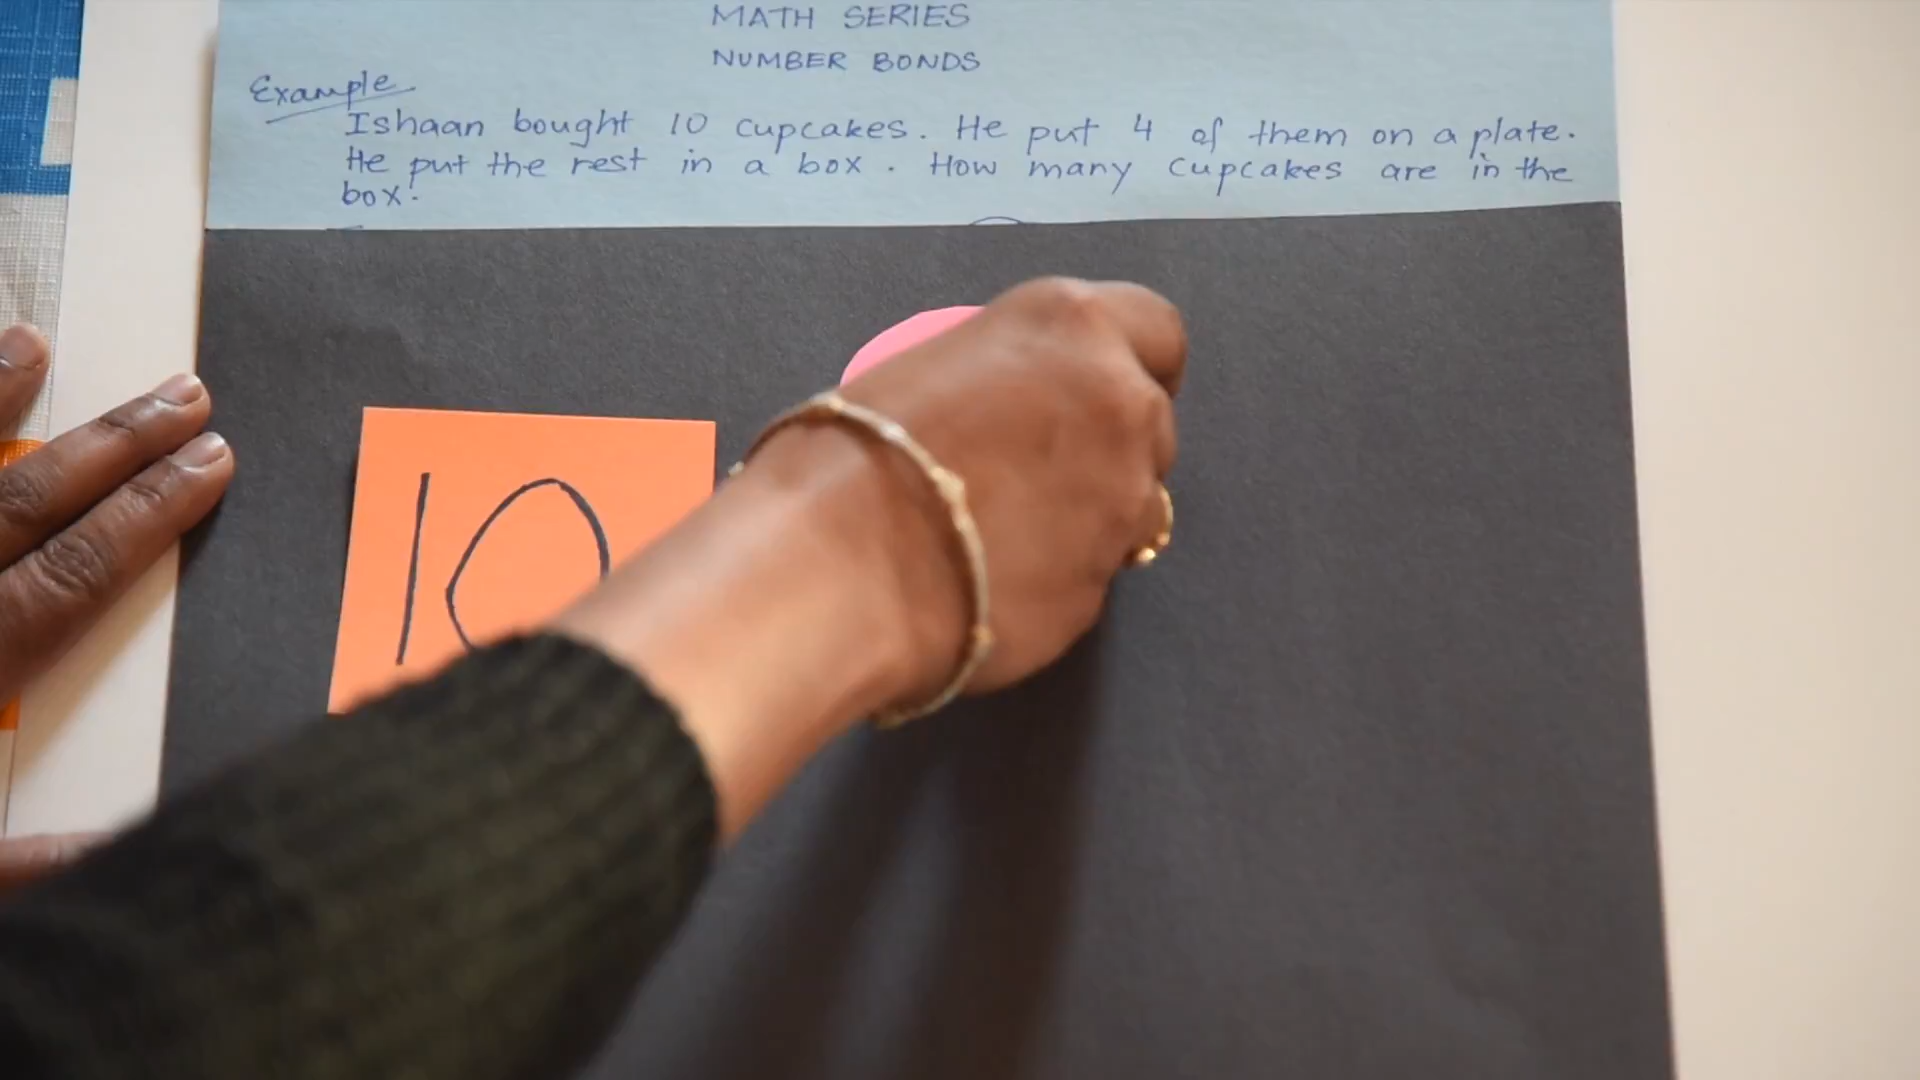 MATH SERIES
NUMBER BONDS
Example
Ishaan bought 10 cupcakes. He put 4 of them on a plate.
He put the rest in a box. How many cupcakes are in the
box?
10